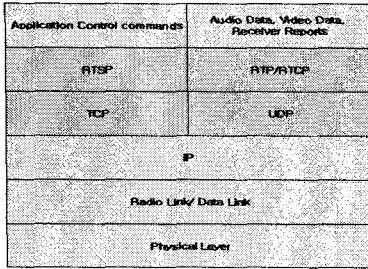 Application Control commands
Audio Data, Video Data,
Receiver Reports
RTSP
RTP/RTCP
TCP
UDP
IP
Radio Link/ Data Link
Physical Layer